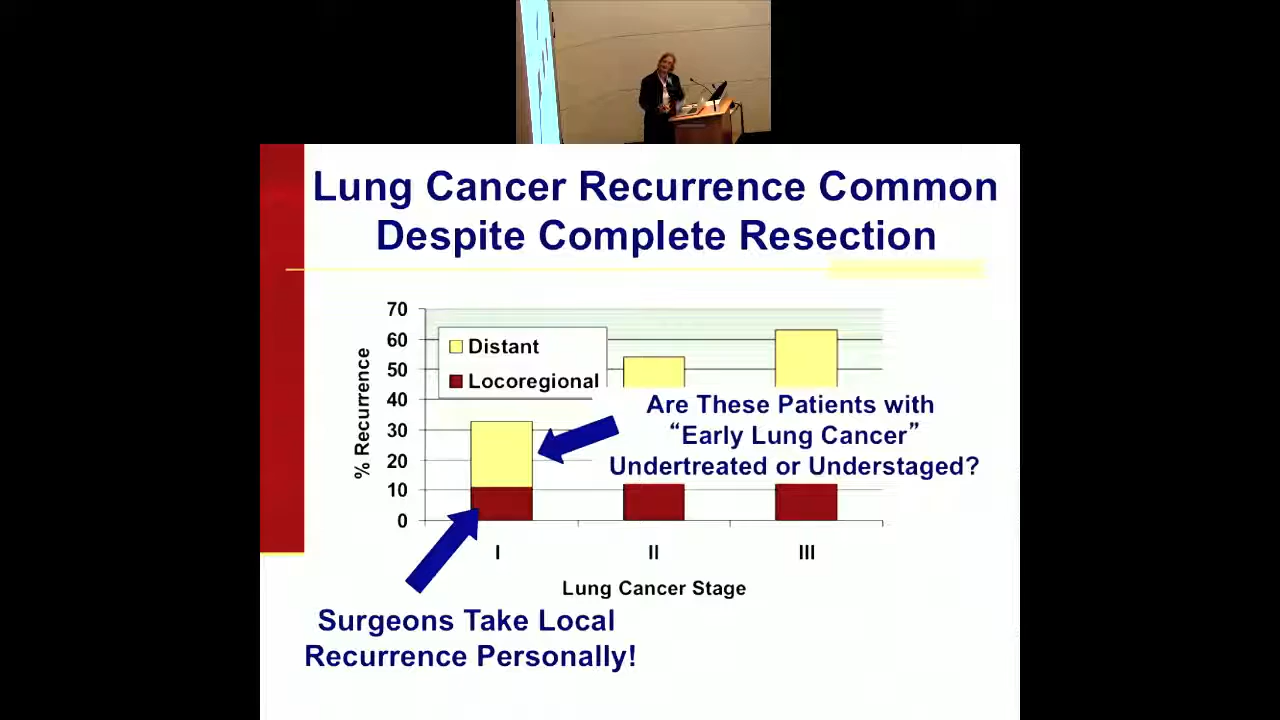 Lung Cancer Recurrence Common
Despite Complete Resection
70
60
50
40
30
20
10
0
% Recurrence
Distant
Locoregional
Are These Patients with
“Early Lung Cancer”
Undertreated or Understaged?
I
II
III
Lung Cancer Stage
Surgeons Take Local
Recurrence Personally!